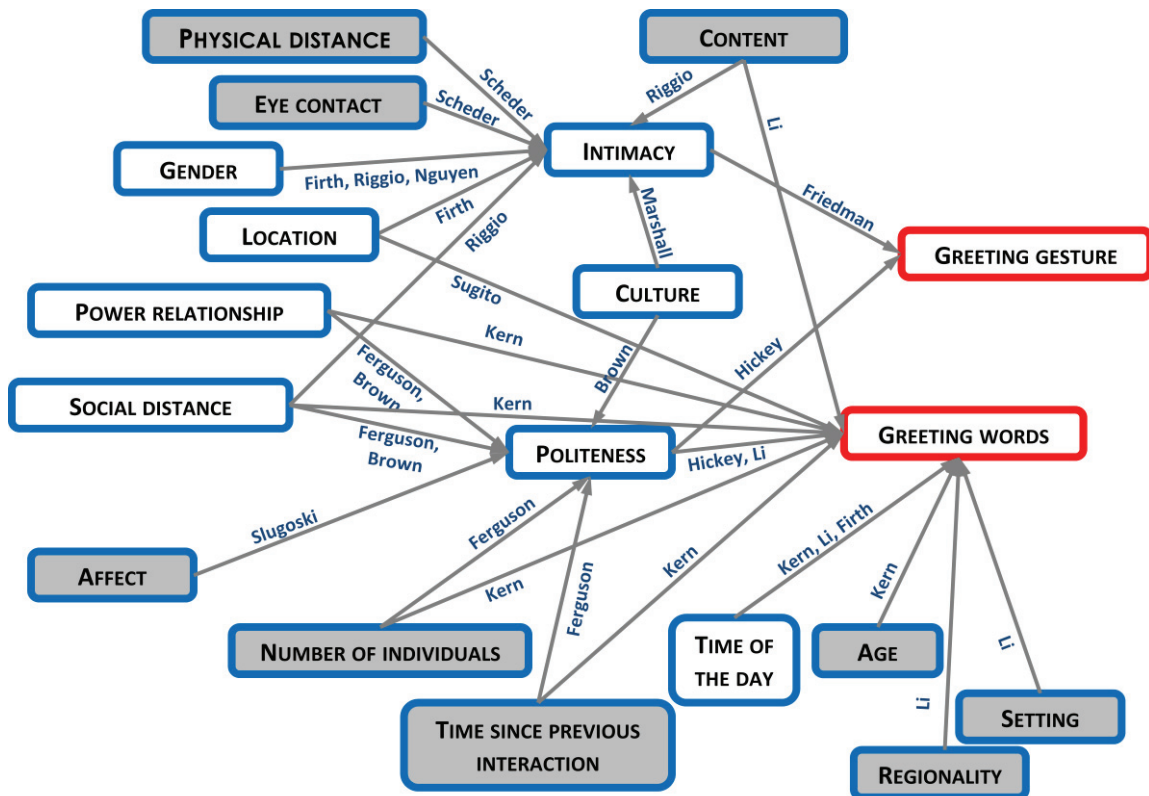 PHYSICAL DISTANCE
CONTENT
Scheder
Riggio
EYE CONTACT
Scheder
Li
INTIMACY
GENDER
Firth, Riggio, Nguyen
Friedman
Firth
Marshall
LOCATION
Riggio
GREETING GESTURE
Sugito
CULTURE
POWER RELATIONSHIP
Kern
Hickey
Ferguson,
Brown
Brown
SOCIAL DISTANCE
Kern
Ferguson,
Brown
GREETING WORDS
POLITENESS
Hickey, Li
Slugoski
Ferguson
Kern, Li, Firth
AFFECT
Kern
Kern
Ferguson
Kern
NUMBER OF INDIVIDUALS
TIME OF
THE DAY
AGE
Li
Li
SETTING
TIME SINCE PREVIOUS
INTERACTION
REGIONALITY